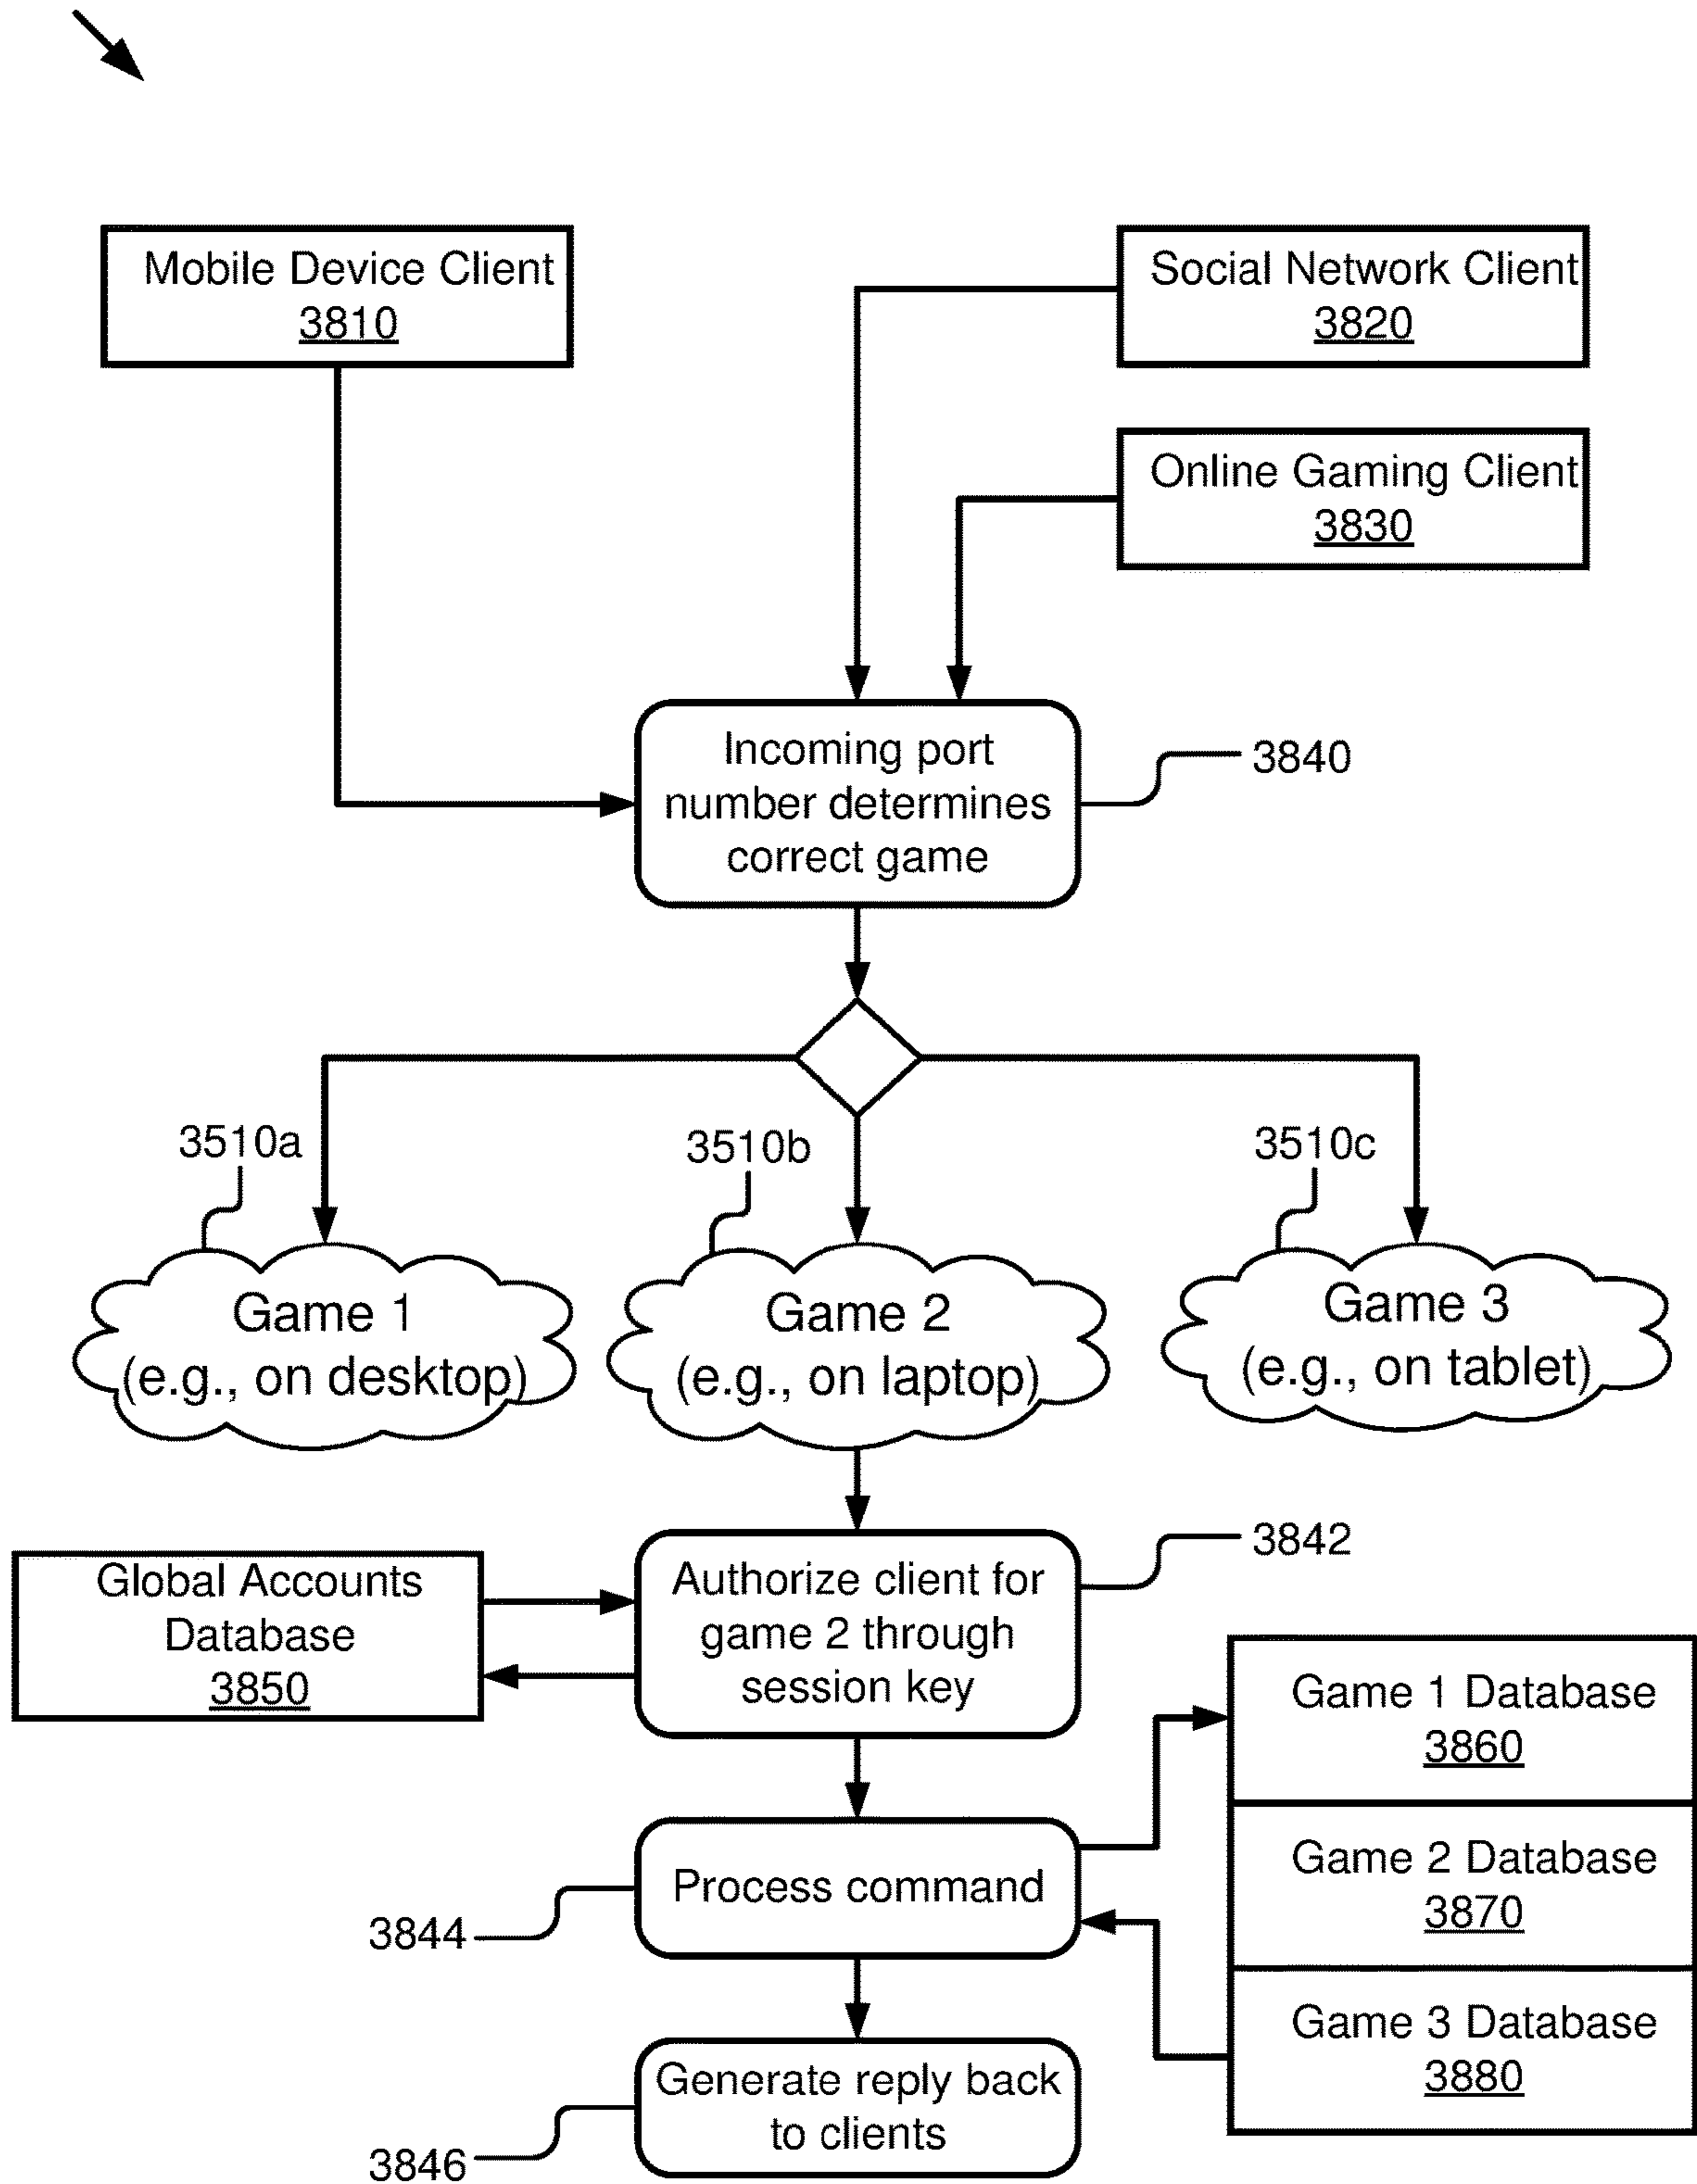 Mobile Device Client
3810
Social Network Client
3820
Online Gaming Client
3830
Incoming port
number determines
correct game
3840
3510a
3510b
3510c
Game 1
(e.g., on desktop)
Game 2
(e.g., on laptop)
Game 3
(e.g., on tablet)
Global Accounts
Database
3850
Authorize client for
game 2 through
session key
3842
Game 1 Database
3860
Game 2 Database
3870
Game 3 Database
3880
Process command
3844
Generate reply back
to clients
3846